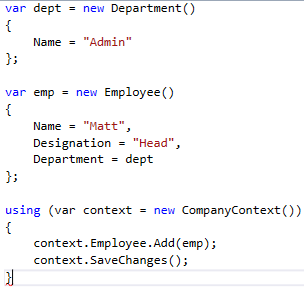 var dept = new Department()
{
    Name = "Admin"
};

var emp = new Employee()
{
    Name = "Matt",
    Designation = "Head",
    Department = dept
};

using (var context = new CompanyContext())
{
    context.Employee.Add(emp);
    context.SaveChanges();
}